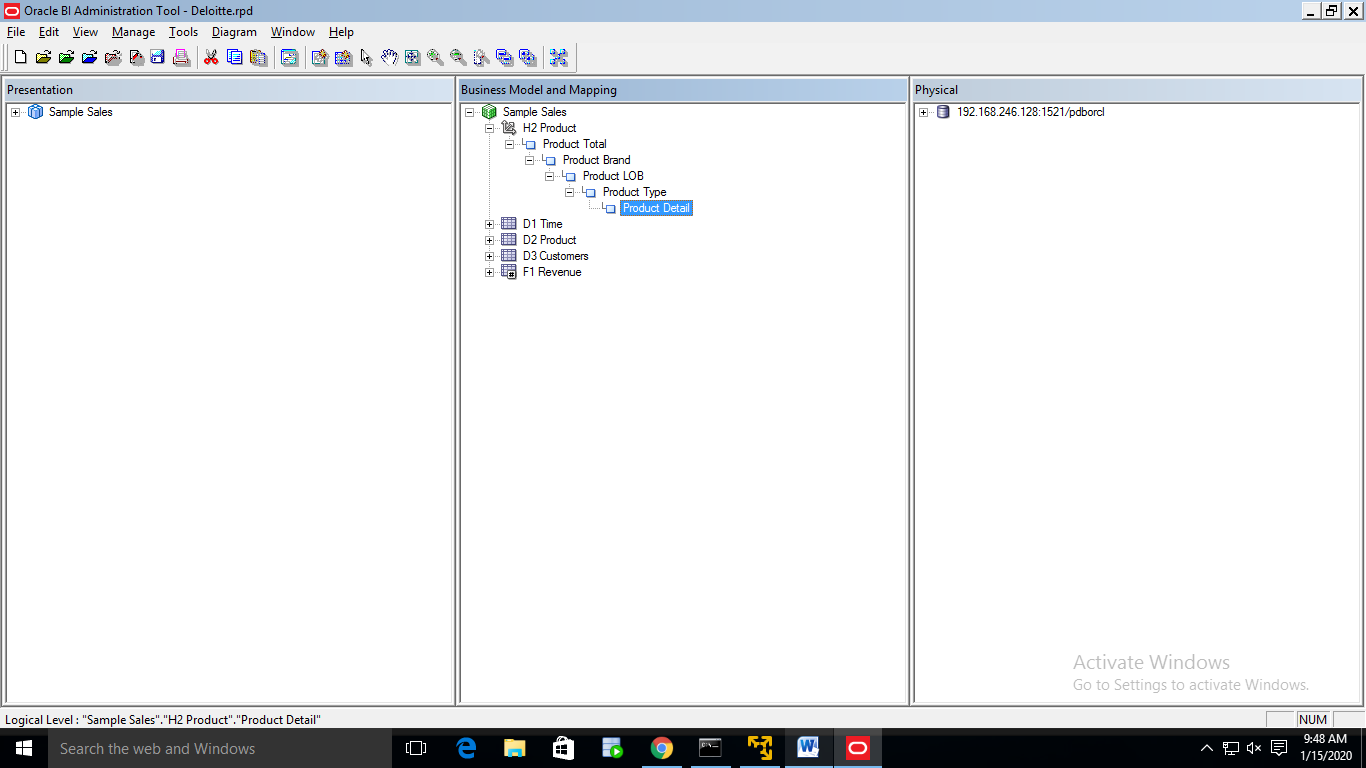 Oracle BI Administration Tool - Deloitte.rpd
File Edit View Manage Tools Diagram Window Help
Presentation
Sample Sales
Business Model and Mapping
Sample Sales
H2 Product
Product Total
Product Brand
Product LOB
Product Type
Product Detail
D1 Time
D2 Product
D3 Customers
F1 Revenue
Physical
192.168.246.128:1521/pdborcl
Activate Windows
Go to Settings to activate Windows.
Logical Level : "Sample Sales"."H2 Product"."Product Detail"
NUM
Search the web and Windows
9:48 AM
1/15/2020